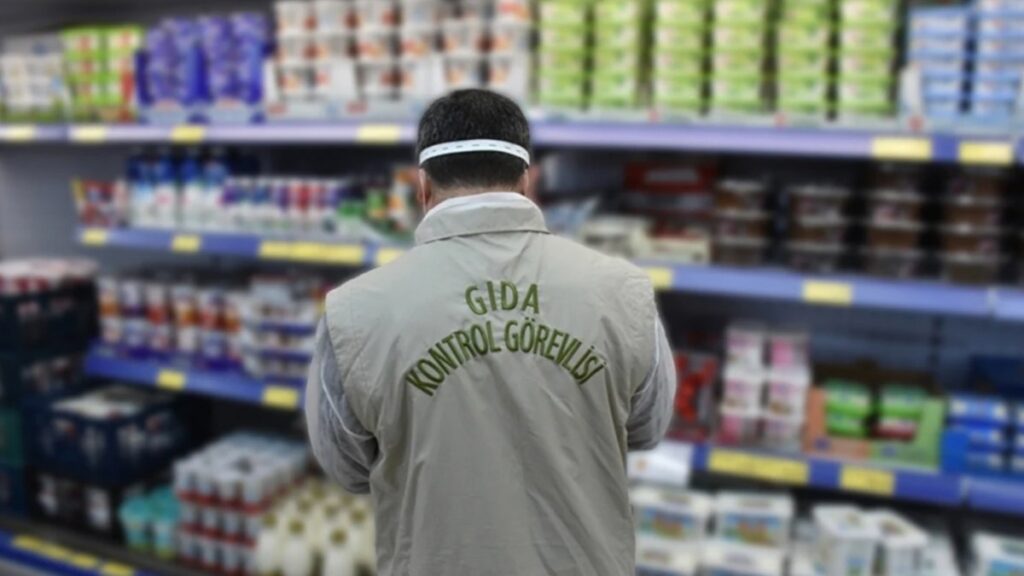 GIDA
KONTROL GÖREVLİSİ